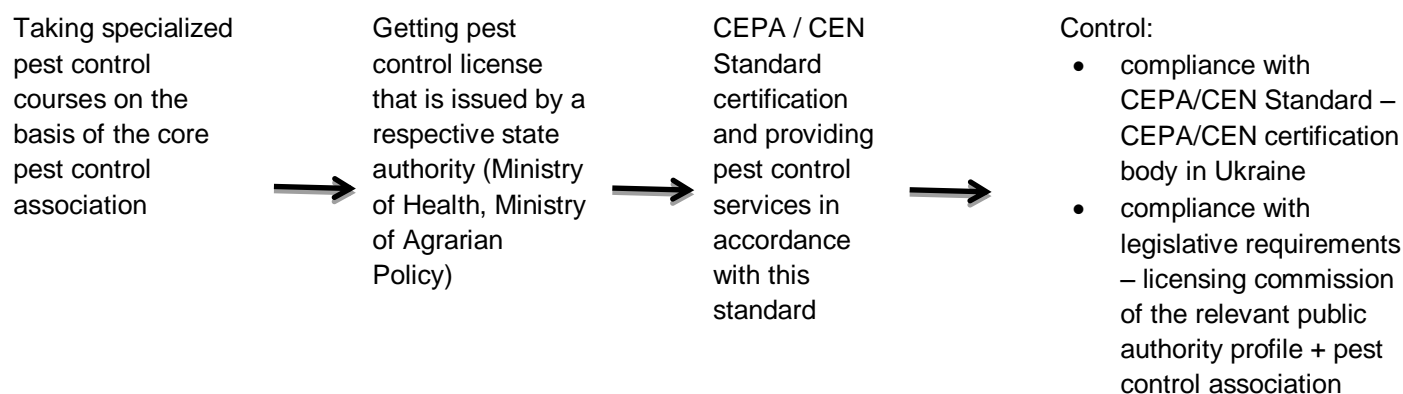 Taking specialized
pest control
courses on the
basis of the core
pest control
association
Getting pest
control license
that is issued by a
respective state
authority (Ministry
of Health, Ministry
of Agrarian
Policy)
CEPA / CEN
Standard
certification
and providing
pest control
services in
accordance
with this
standard
Control:
• compliance with
CEPA/CEN Standard –
CEPA/CEN certification
body in Ukraine
• compliance with
legislative requirements
– licensing commission
of the relevant public
authority profile + pest
control association